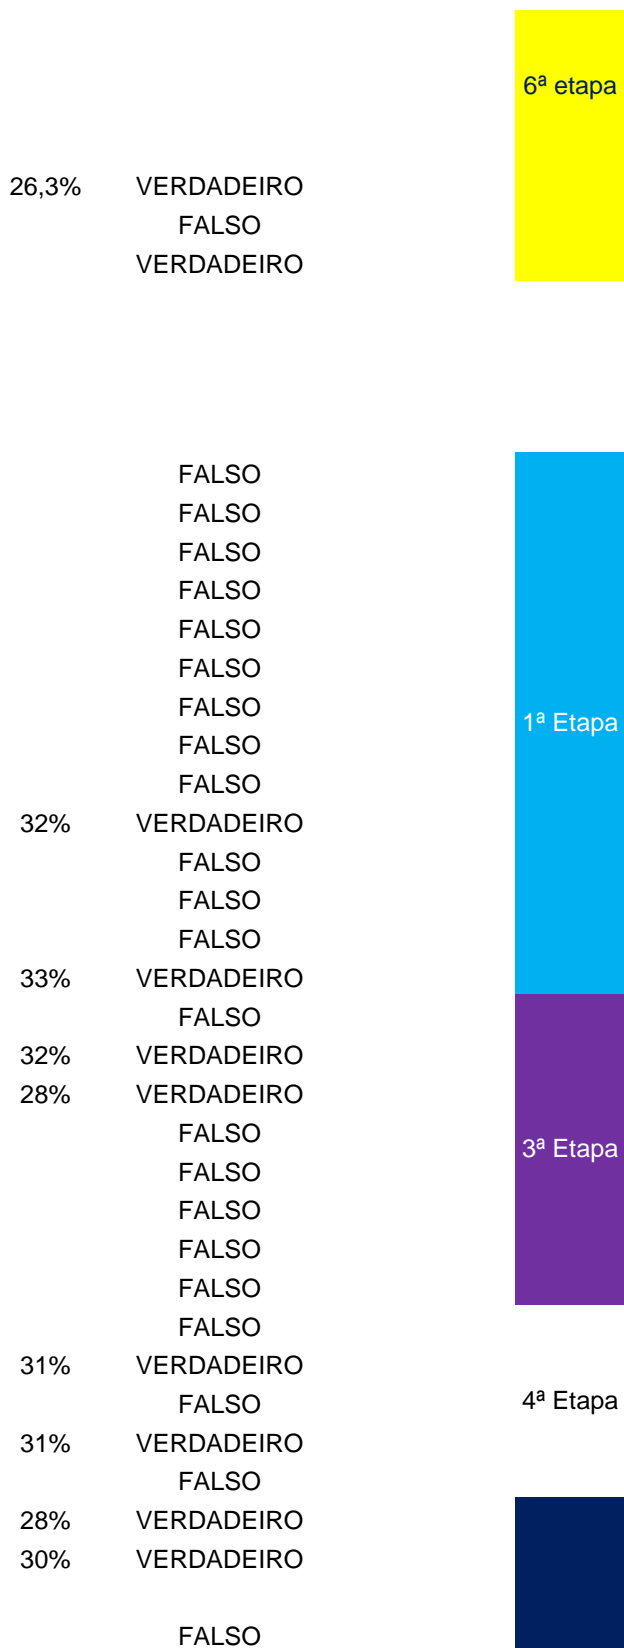 6ª etapa
26,3% VERDADEIRO
FALSO
VERDADEIRO
FALSO
FALSO
FALSO
FALSO
FALSO
FALSO
FALSO
1ª Etapa
FALSO
FALSO
32% VERDADEIRO
FALSO
FALSO
FALSO
33% VERDADEIRO
FALSO
32% VERDADEIRO
28% VERDADEIRO
FALSO
3ª Etapa
FALSO
FALSO
FALSO
FALSO
FALSO
31% VERDADEIRO
FALSO 4ª Etapa
31% VERDADEIRO
FALSO
28% VERDADEIRO
30% VERDADEIRO
FALSO